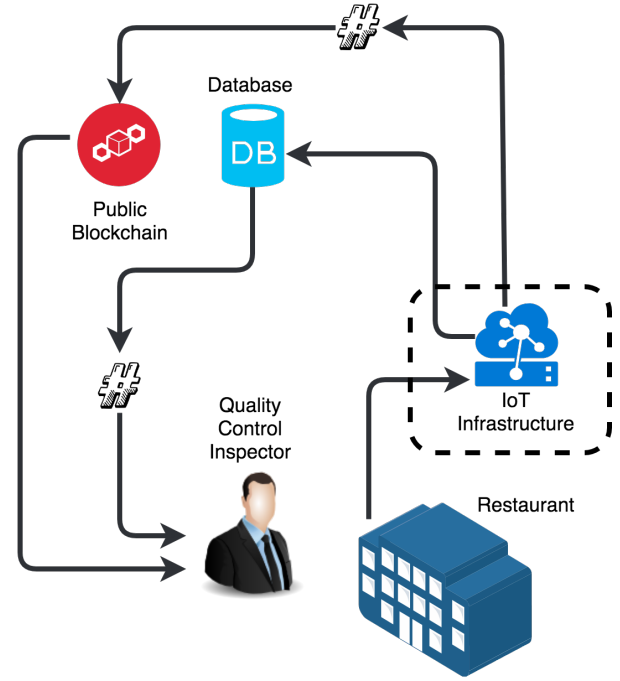 #
Database
DB
Public
Blockchain
#
IoT
Infrastructure
Quality
Control
Inspector
Restaurant